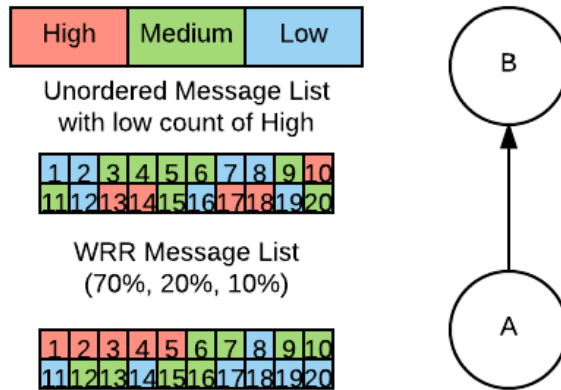 High Medium Low
Unordered Message List
with low count of High
1 2 3 4 5 6 7 8 9 10
11 12 13 14 15 16 17 18 19 20
WRR Message List
(70%, 20%, 10%)
1 2 3 4 5 6 7 8 9 10
11 12 13 14 15 16 17 18 19 20
B
A